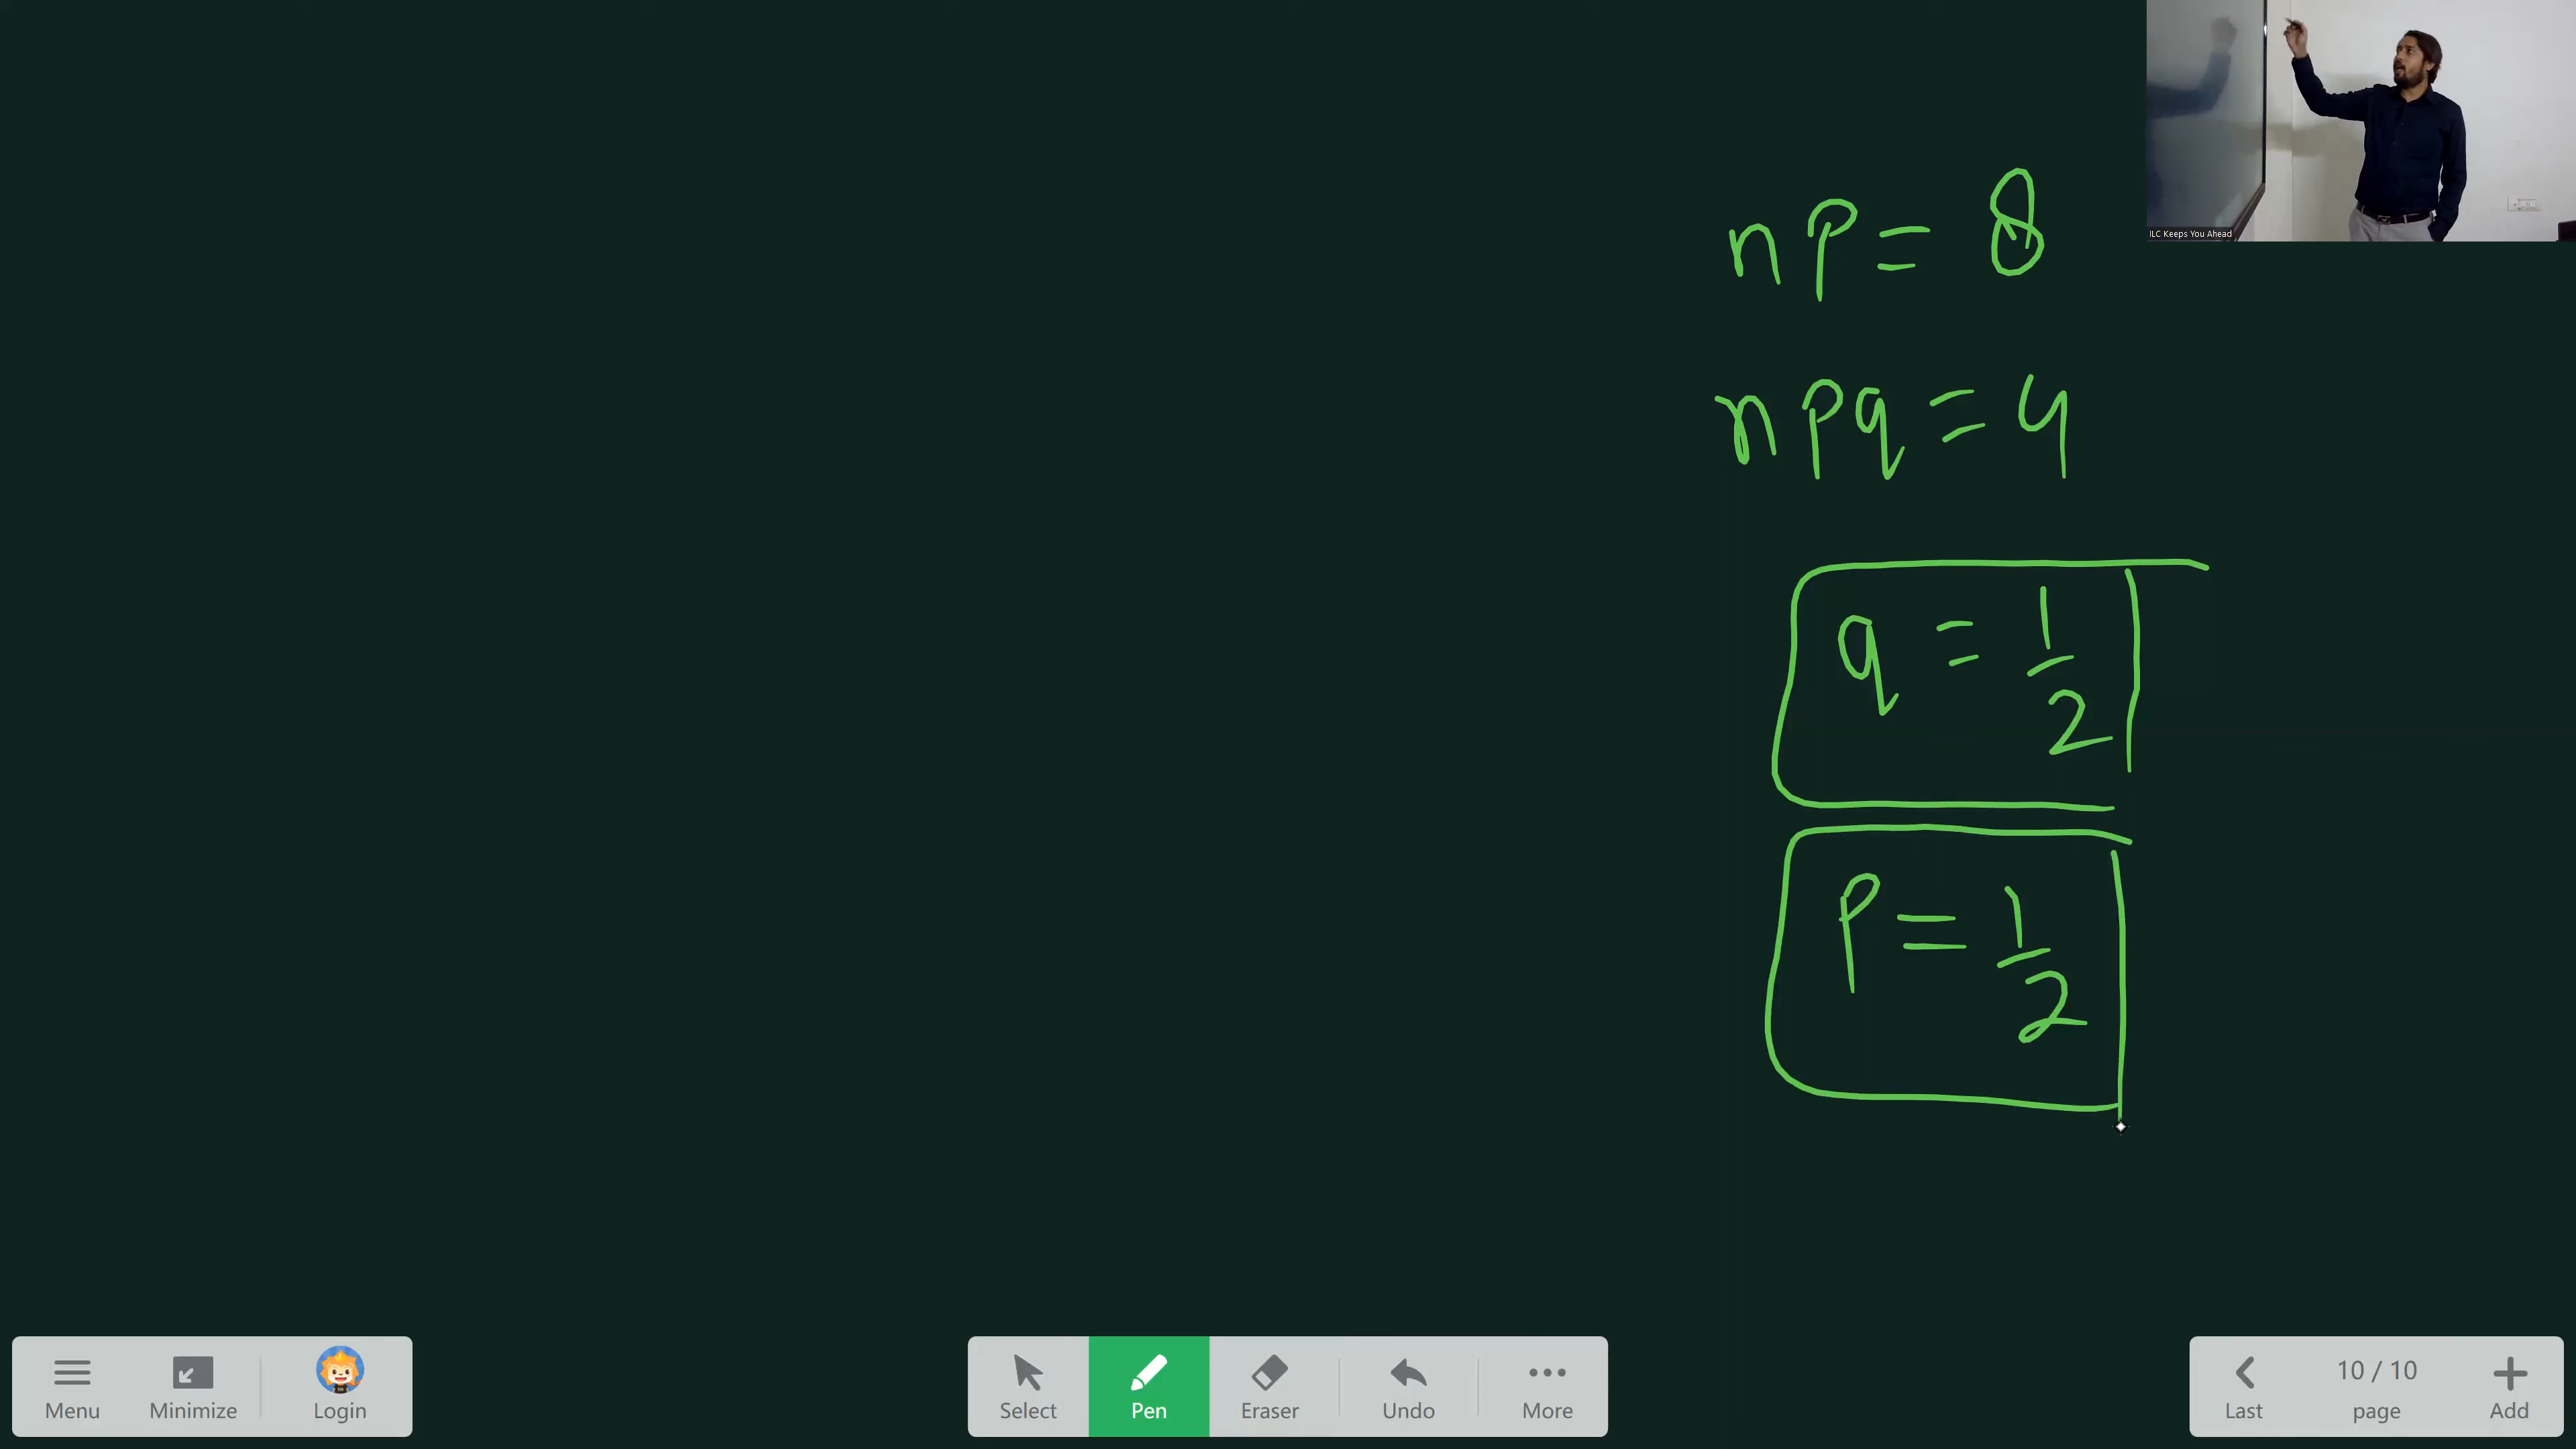 ILC Keeps You Ahead
np = 8
npq = 4
q = 1/2
p = 1/2
Menu
Minimize
Login
Select
Pen
Eraser
Undo
More
Last
10 / 10
page
Add